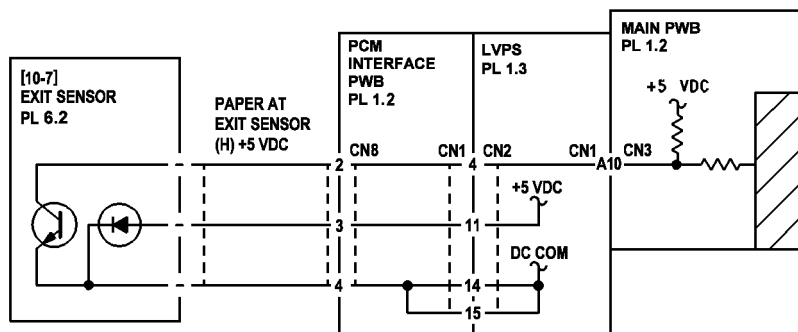 [10-7]
EXIT SENSOR
PL 6.2
PAPER AT
EXIT SENSOR
(H) +5 VDC
PCM
INTERFACE
PWB
PL 1.2
LVPS
PL 1.3
MAIN PWB
PL 1.2
+5 VDC
2 CN8 CN1 4 CN2 CN1 A10 CN3
+5 VDC
3 11
DC COM
4 14
15